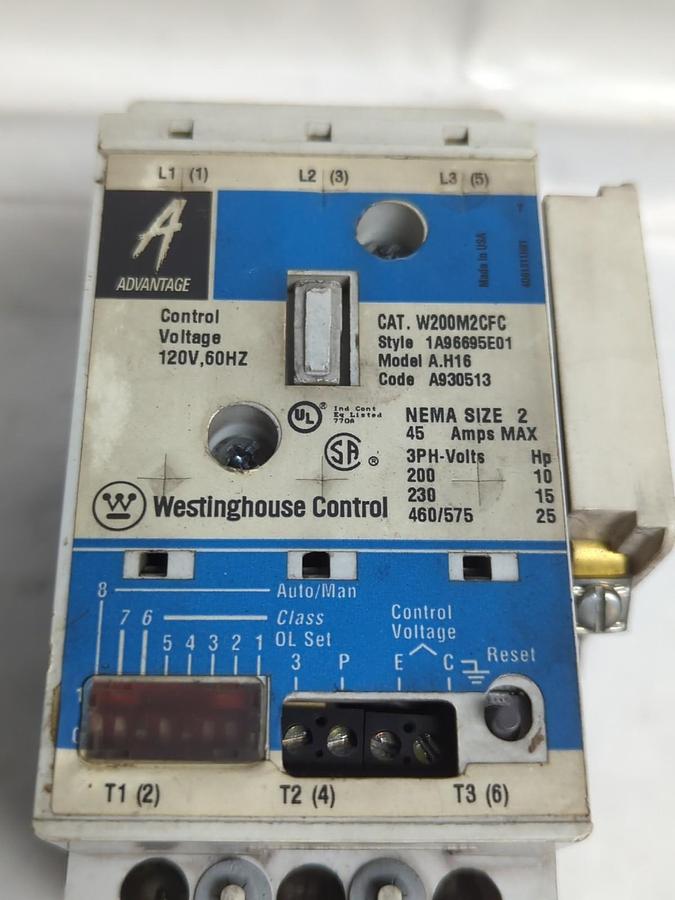 L1 (1) L2 (3) L3 (5)
A
ADVANTAGE
Made in USA
Control
Voltage
120V,60HZ
CAT. W200M2CFC
Style 1A96695E01
Model A.H16
Code A930513
UL ®
Ind Cont
Eq Listed
770A
SA ®
NEMA SIZE 2
45 Amps MAX
3PH-Volts Hp
200 10
230 15
460/575 25
W Westinghouse Control
8 Auto/Man
7 6 Class
5 4 3 2 1 OL Set
Control
Voltage
3 P E C Reset
T1 (2) T2 (4) T3 (6)